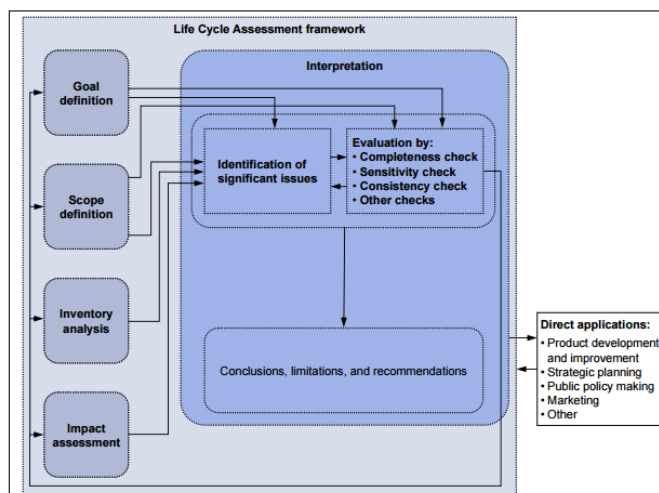 Life Cycle Assessment framework
Goal
definition
Interpretation
Identification of
significant issues
Evaluation by:
• Completeness check
• Sensitivity check
• Consistency check
• Other checks
Scope
definition
Inventory
analysis
Conclusions, limitations, and recommendations
Impact
assessment
Direct applications:
• Product development
and improvement
• Strategic planning
• Public policy making
• Marketing
• Other